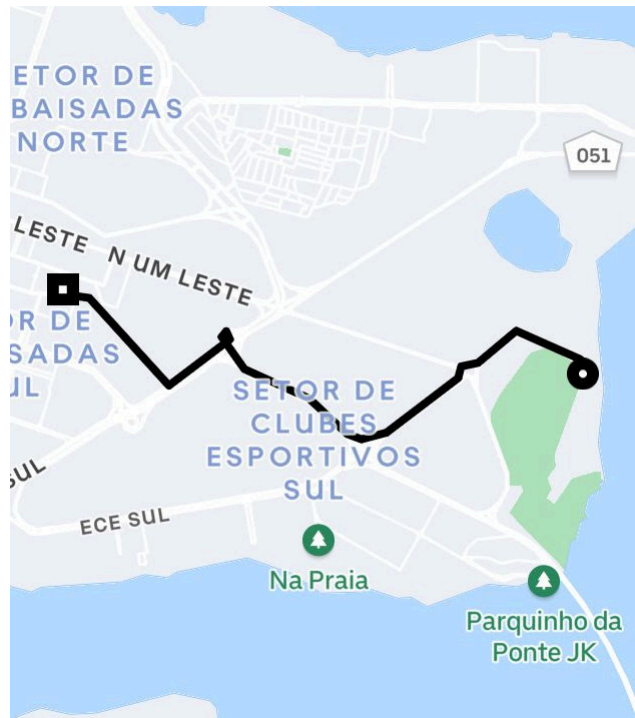 ETOR DE
BAISADAS
NORTE
051
LESTE
N UM LESTE
R DE
SADAS
UL
SETOR DE
CLUBES
ESPORTIVOS
SUL
SUL
ECE SUL
Na Praia
Parquinho da
Ponte JK